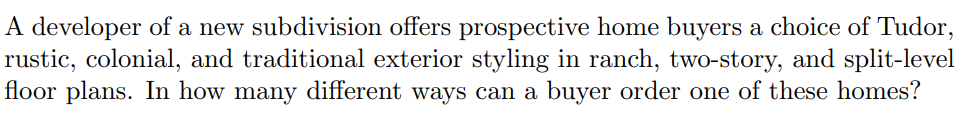 A developer of a new subdivision offers prospective home buyers a choice of Tudor,
rustic, colonial, and traditional exterior styling in ranch, two-story, and split-level
floor plans. In how many different ways can a buyer order one of these homes?